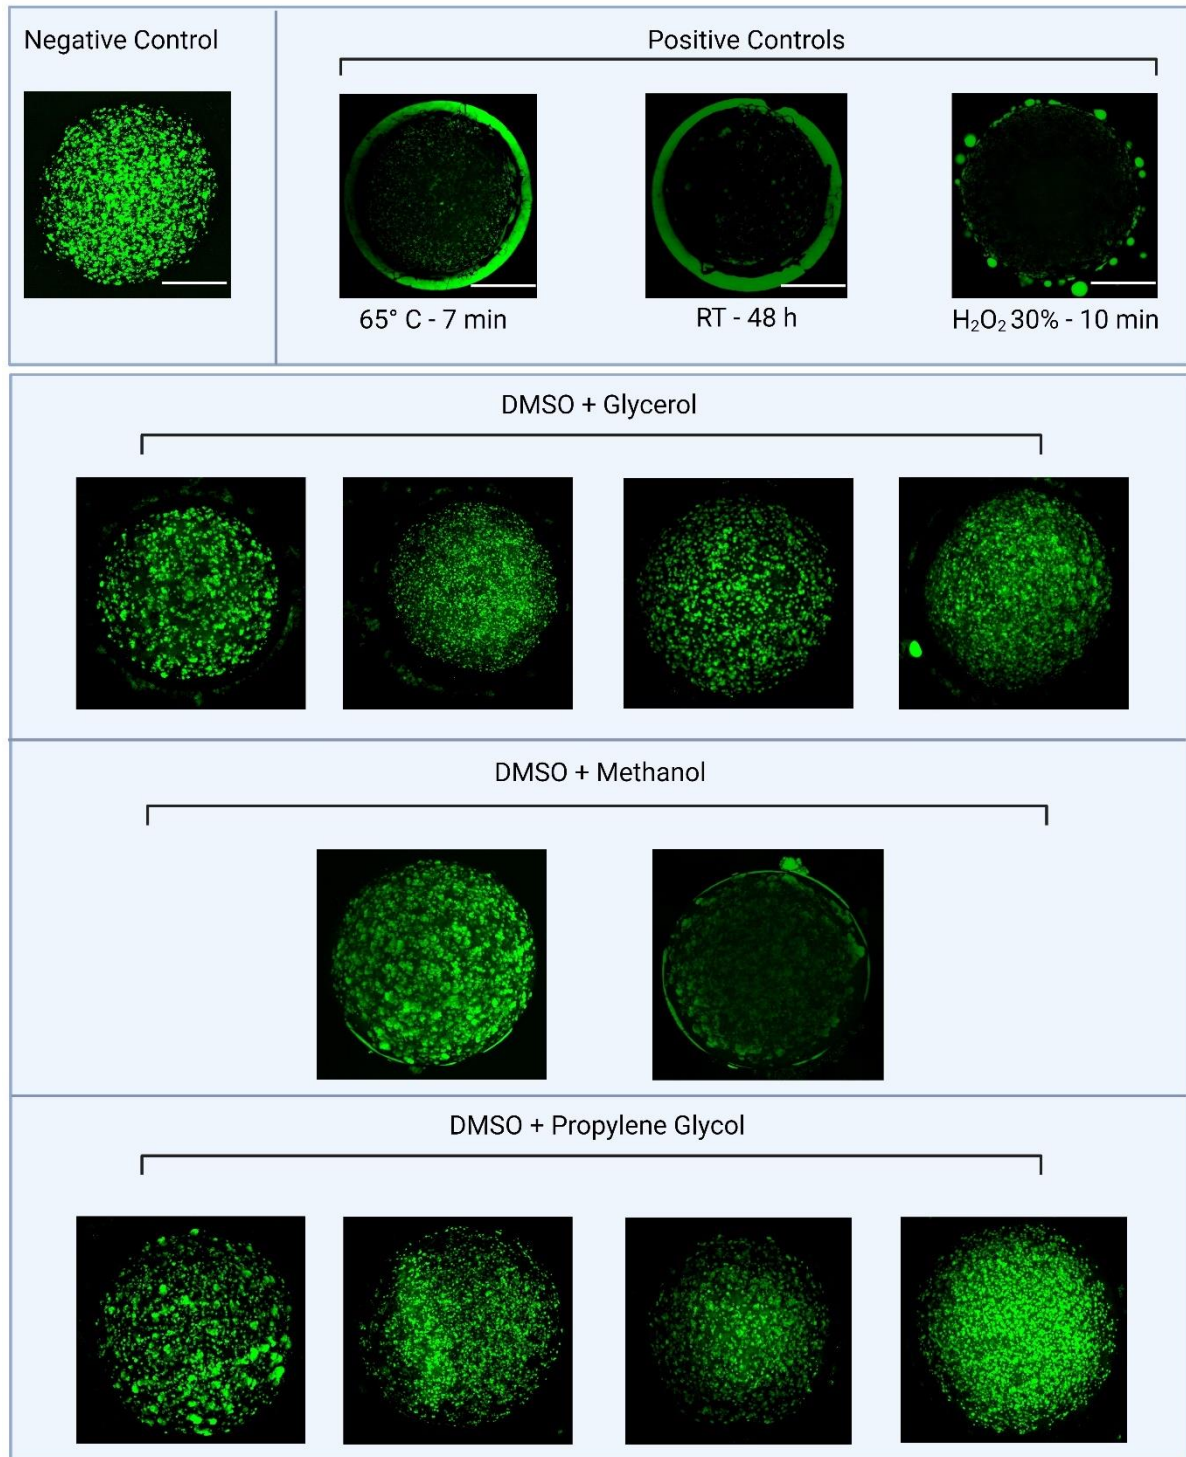 Negative Control
Positive Controls
65° C - 7 min
RT - 48 h
H₂O₂ 30% - 10 min
DMSO + Glycerol
DMSO + Methanol
DMSO + Propylene Glycol